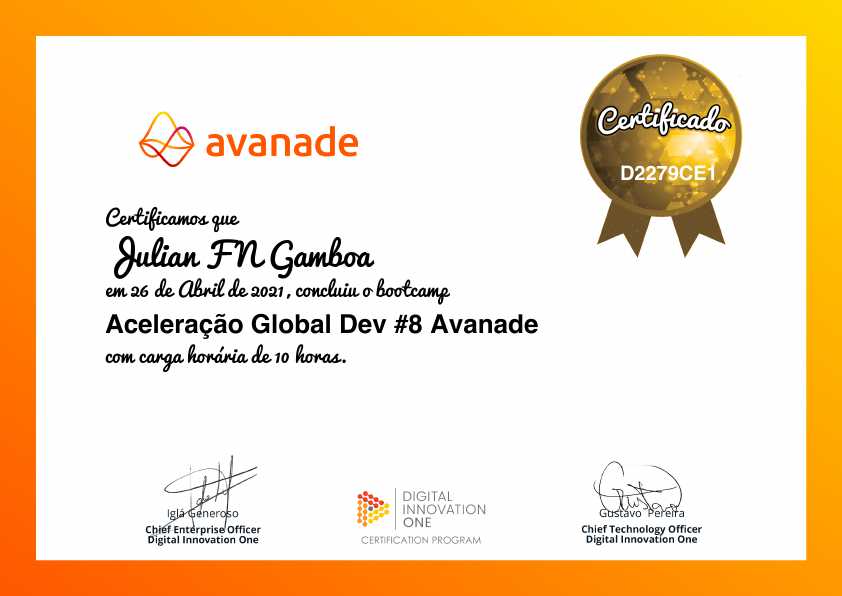 avanade
Certificado
D2279CE1
Certificamos que
Julian FN Gamboa
em 26 de Abril de 2021, concluiu o bootcamp
Aceleração Global Dev #8 Avanade
com carga horária de 10 horas.
Iglá Generoso
Chief Enterprise Officer
Digital Innovation One
DIGITAL
INNOVATION
ONE
CERTIFICATION PROGRAM
Gustavo Pereira
Chief Technology Officer
Digital Innovation One